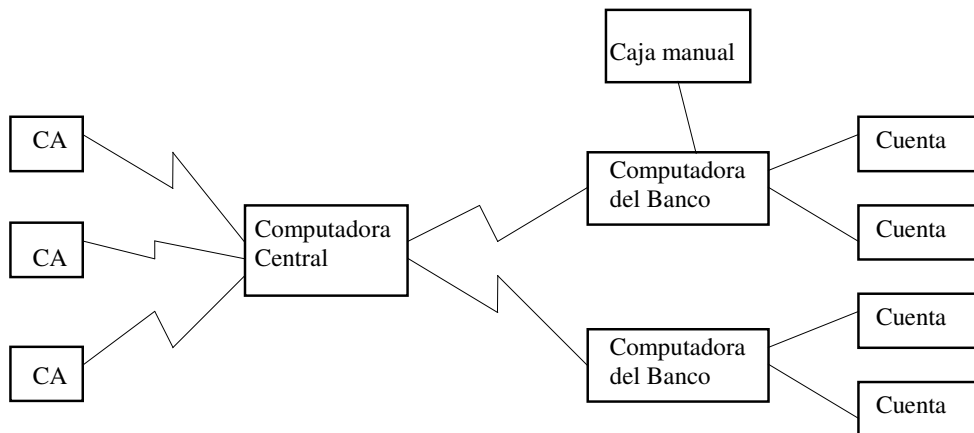 Caja manual
CA
CA
CA
Computadora
Central
Computadora
del Banco
Computadora
del Banco
Cuenta
Cuenta
Cuenta
Cuenta